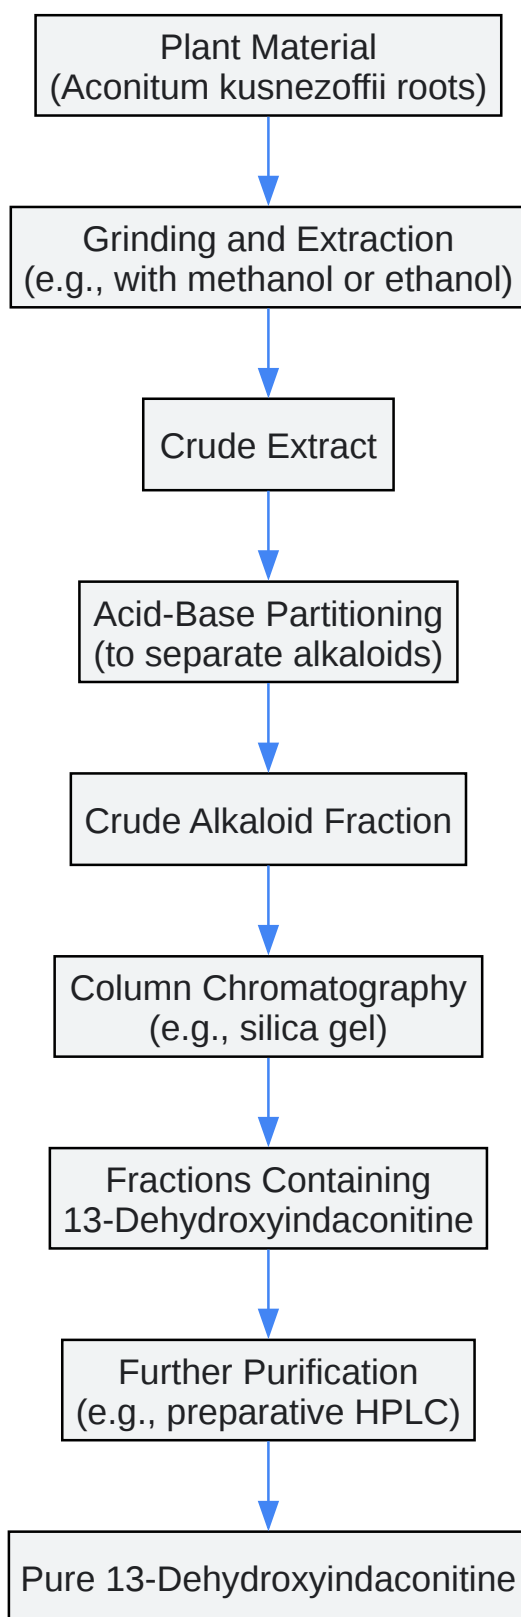 Plant Material
(Aconitum kusnezoffii roots)
Grinding and Extraction
(e.g., with methanol or ethanol)
Crude Extract
Acid-Base Partitioning
(to separate alkaloids)
Crude Alkaloid Fraction
Column Chromatography
(e.g., silica gel)
Fractions Containing
13-Dehydroxyindaconitine
Further Purification
(e.g., preparative HPLC)
Pure 13-Dehydroxyindaconitine